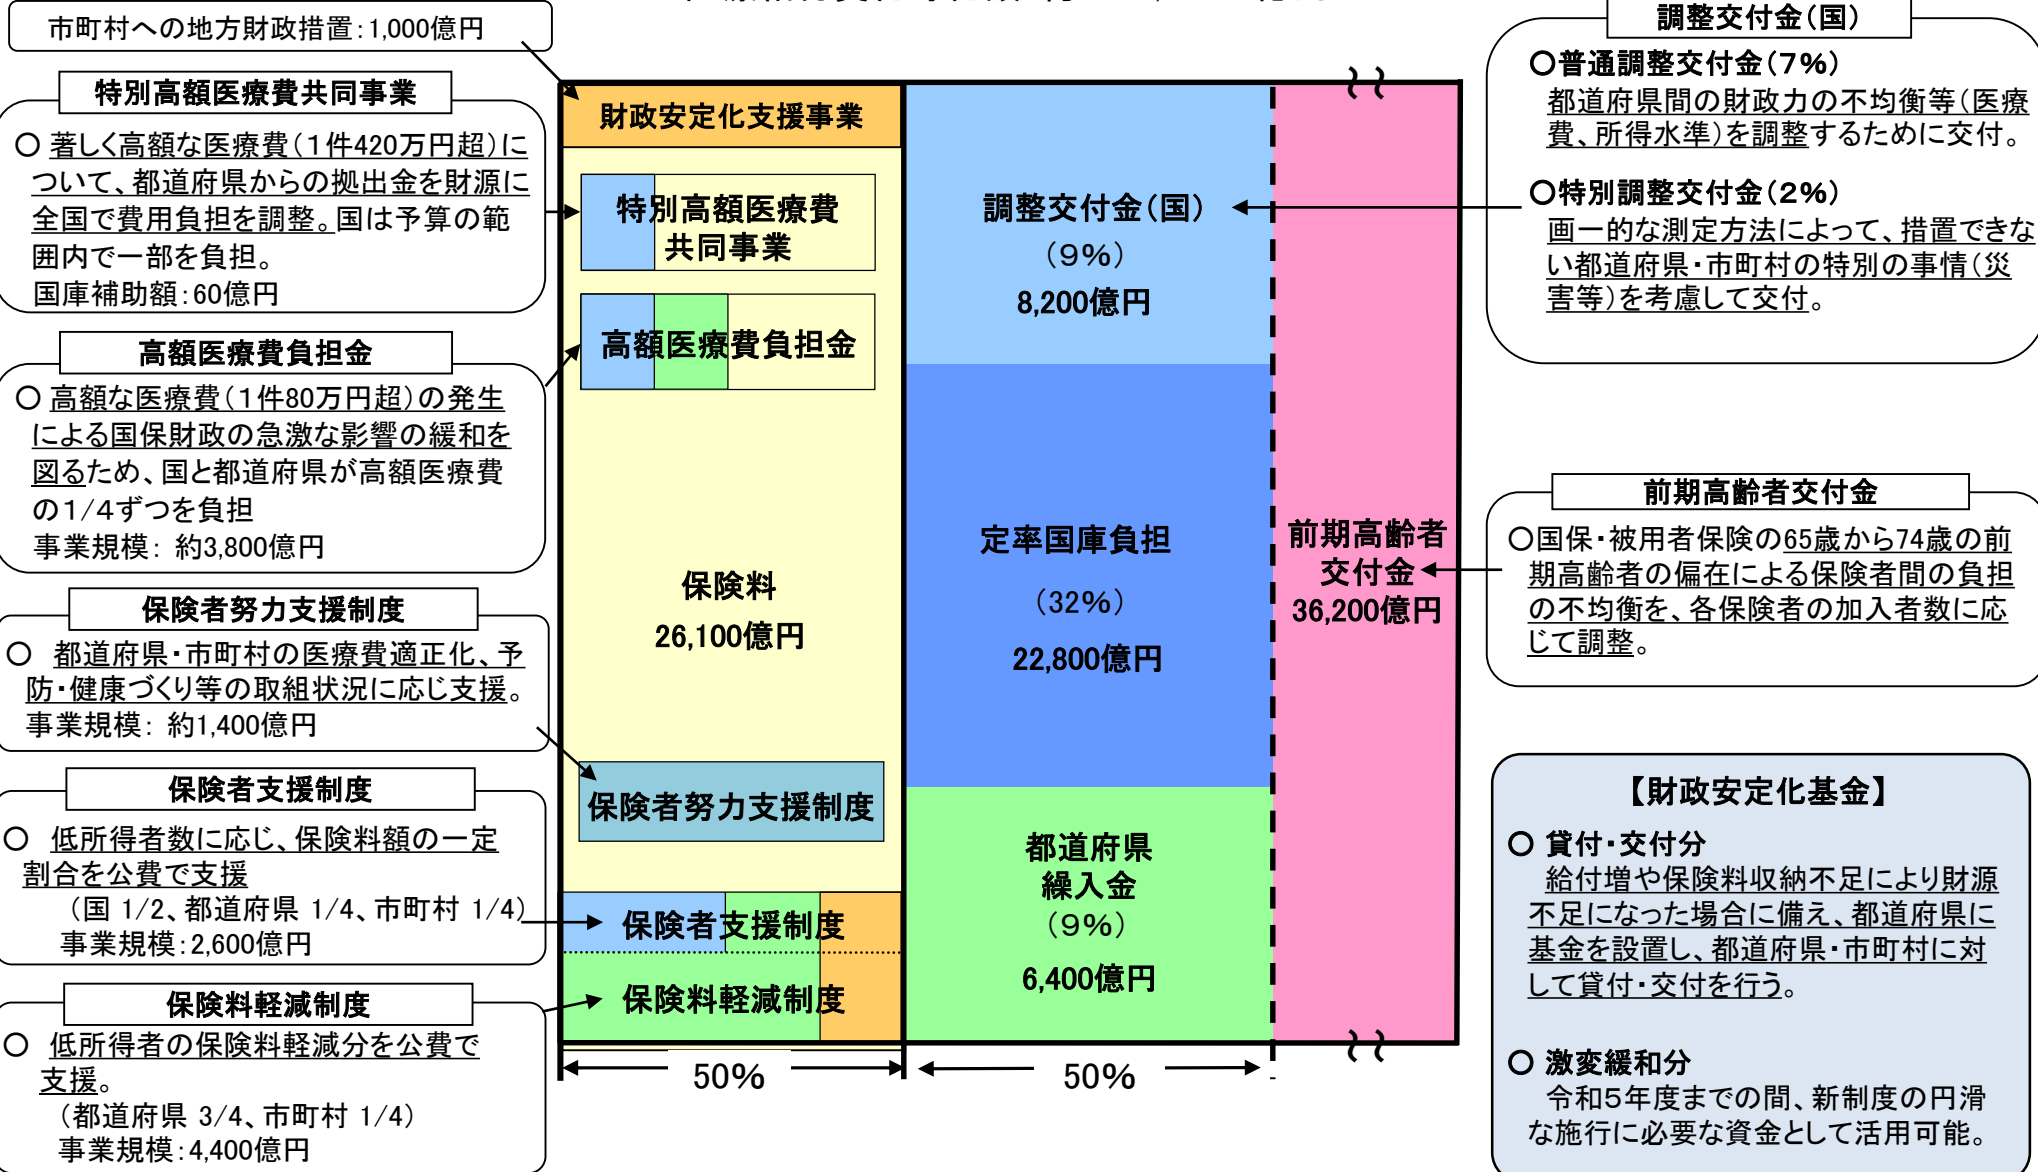 市町村への地方財政措置：1,000億円
特別高額医療費共同事業
○ 著しく高額な医療費（１件420万円超）に
ついて、都道府県からの拠出金を財源に
全国で費用負担を調整。国は予算の範
囲内で一部を負担。
国庫補助額：60億円
高額医療費負担金
○ 高額な医療費（１件80万円超）の発生
による国保財政の急激な影響の緩和を
図るため、国と都道府県が高額医療費
の１/４ずつを負担
事業規模： 約3,800億円
保険者努力支援制度
○ 都道府県・市町村の医療費適正化、予
防・健康づくり等の取組状況に応じ支援。
事業規模： 約1,400億円
保険者支援制度
○ 低所得者数に応じ、保険料額の一定
割合を公費で支援
（国 1/2、都道府県 1/4、市町村 1/4）
事業規模：2,600億円
保険料軽減制度
○ 低所得者の保険料軽減分を公費で
支援。
（都道府県 3/4、市町村 1/4）
事業規模：4,400億円
財政安定化支援事業
特別高額医療費
共同事業
高額医療費負担金
保険料
26,100億円
保険者努力支援制度
保険者支援制度
保険料軽減制度
50％
調整交付金（国）
（９％）
8,200億円
定率国庫負担
（32％）
22,800億円
都道府県
繰入金
（９％）
6,400億円
50％
前期高齢者
交付金
36,200億円
調整交付金（国）
○普通調整交付金（７％）
都道府県間の財政力の不均衡等（医療
費、所得水準）を調整するために交付。
○特別調整交付金（２％）
画一的な測定方法によって、措置できな
い都道府県・市町村の特別の事情（災
害等）を考慮して交付。
前期高齢者交付金
○国保・被用者保険の65歳から74歳の前
期高齢者の偏在による保険者間の負担
の不均衡を、各保険者の加入者数に応
じて調整。
【財政安定化基金】
○ 貸付・交付分
給付増や保険料収納不足により財源
不足になった場合に備え、都道府県に
基金を設置し、都道府県・市町村に対
して貸付・交付を行う。
○ 激変緩和分
令和５年度までの間、新制度の円滑
な施行に必要な資金として活用可能。